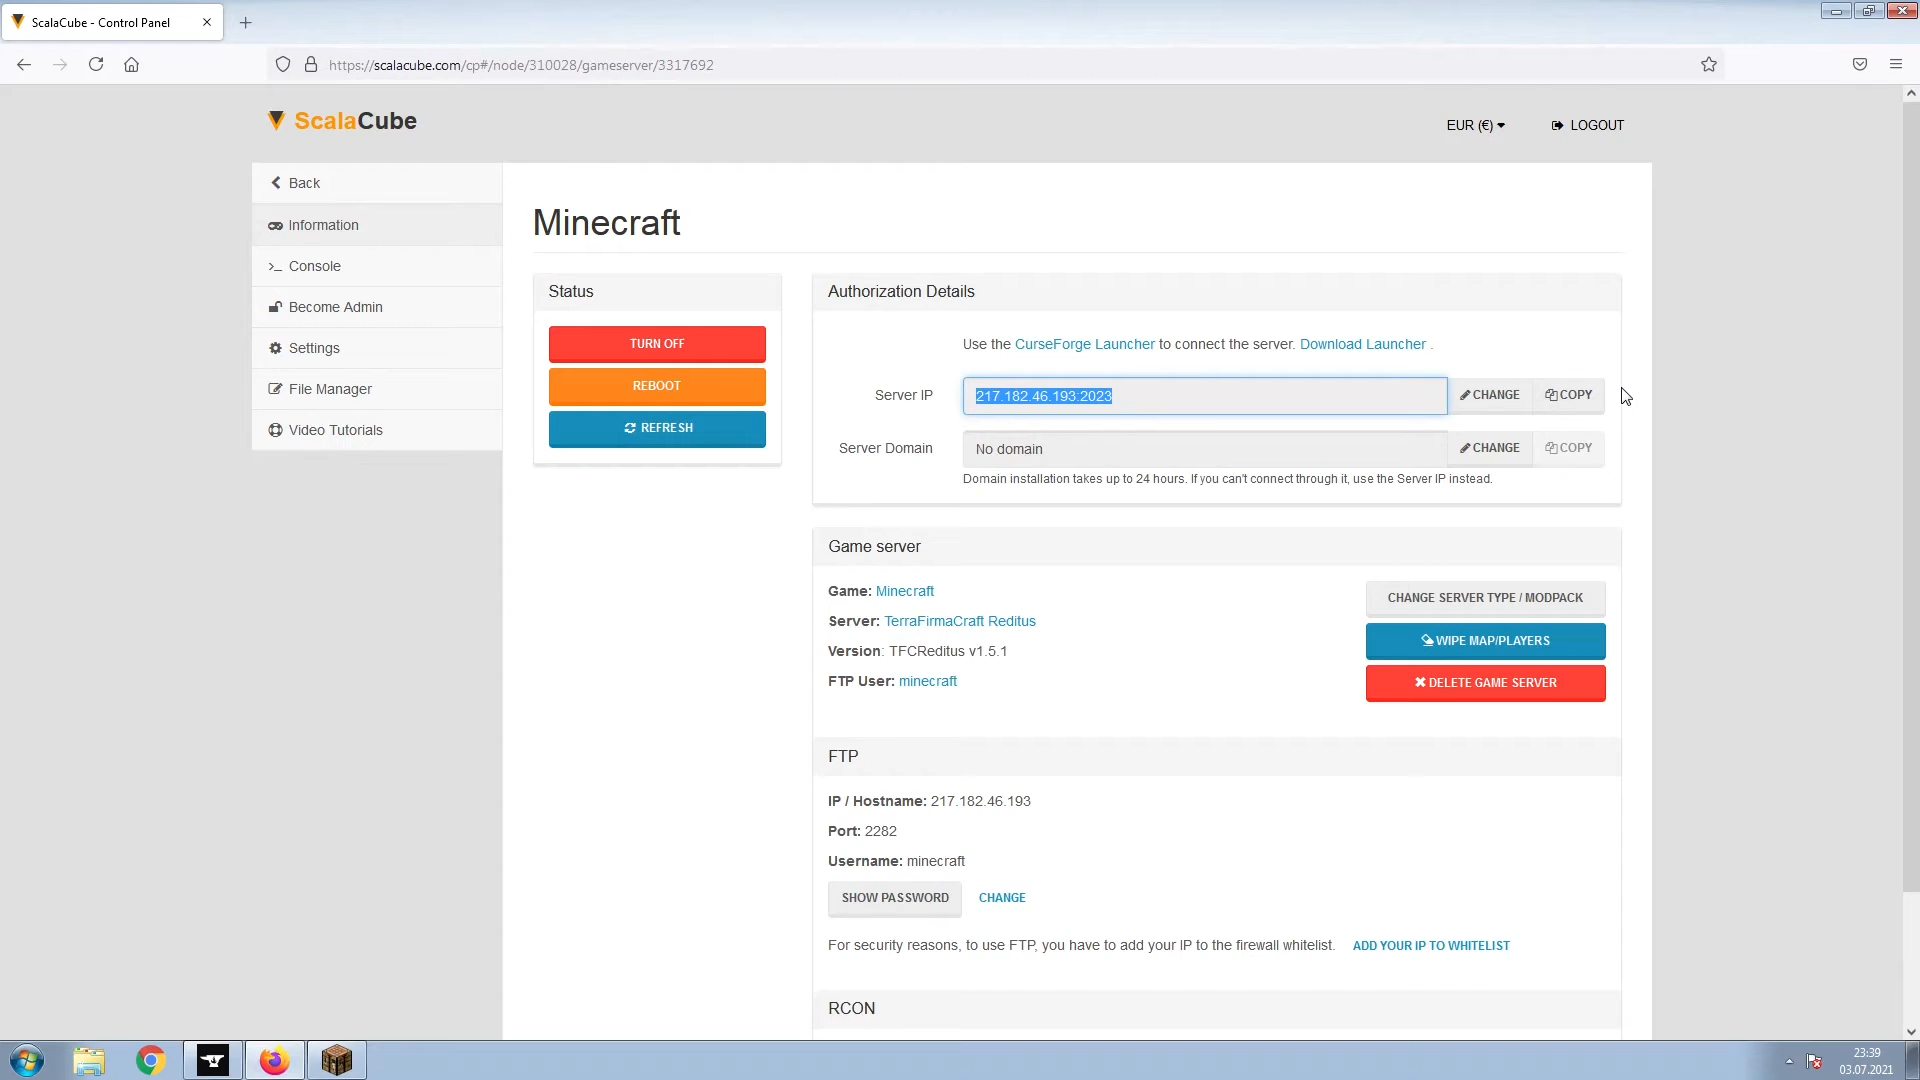 ScalaCube - Control Panel
https://scalacube.com/cp#/node/310028/gameserver/3317692
ScalaCube
EUR (€)
LOGOUT
Back
Information
Console
Become Admin
Settings
File Manager
Video Tutorials
Minecraft
Status
TURN OFF
REBOOT
REFRESH
Authorization Details
Use the CurseForge Launcher to connect the server. Download Launcher .
Server IP
217.182.46.193:2023
CHANGE
COPY
Server Domain
No domain
CHANGE
COPY
Domain installation takes up to 24 hours. If you can't connect through it, use the Server IP instead.
Game server
Game: Minecraft
Server: TerraFirmaCraft Reditus
Version: TFCReditus v1.5.1
FTP User: minecraft
CHANGE SERVER TYPE / MODPACK
WIPE MAP/PLAYERS
DELETE GAME SERVER
FTP
IP / Hostname: 217.182.46.193
Port: 2282
Username: minecraft
SHOW PASSWORD
CHANGE
For security reasons, to use FTP, you have to add your IP to the firewall whitelist.
ADD YOUR IP TO WHITELIST
RCON
23:39
03.07.2021